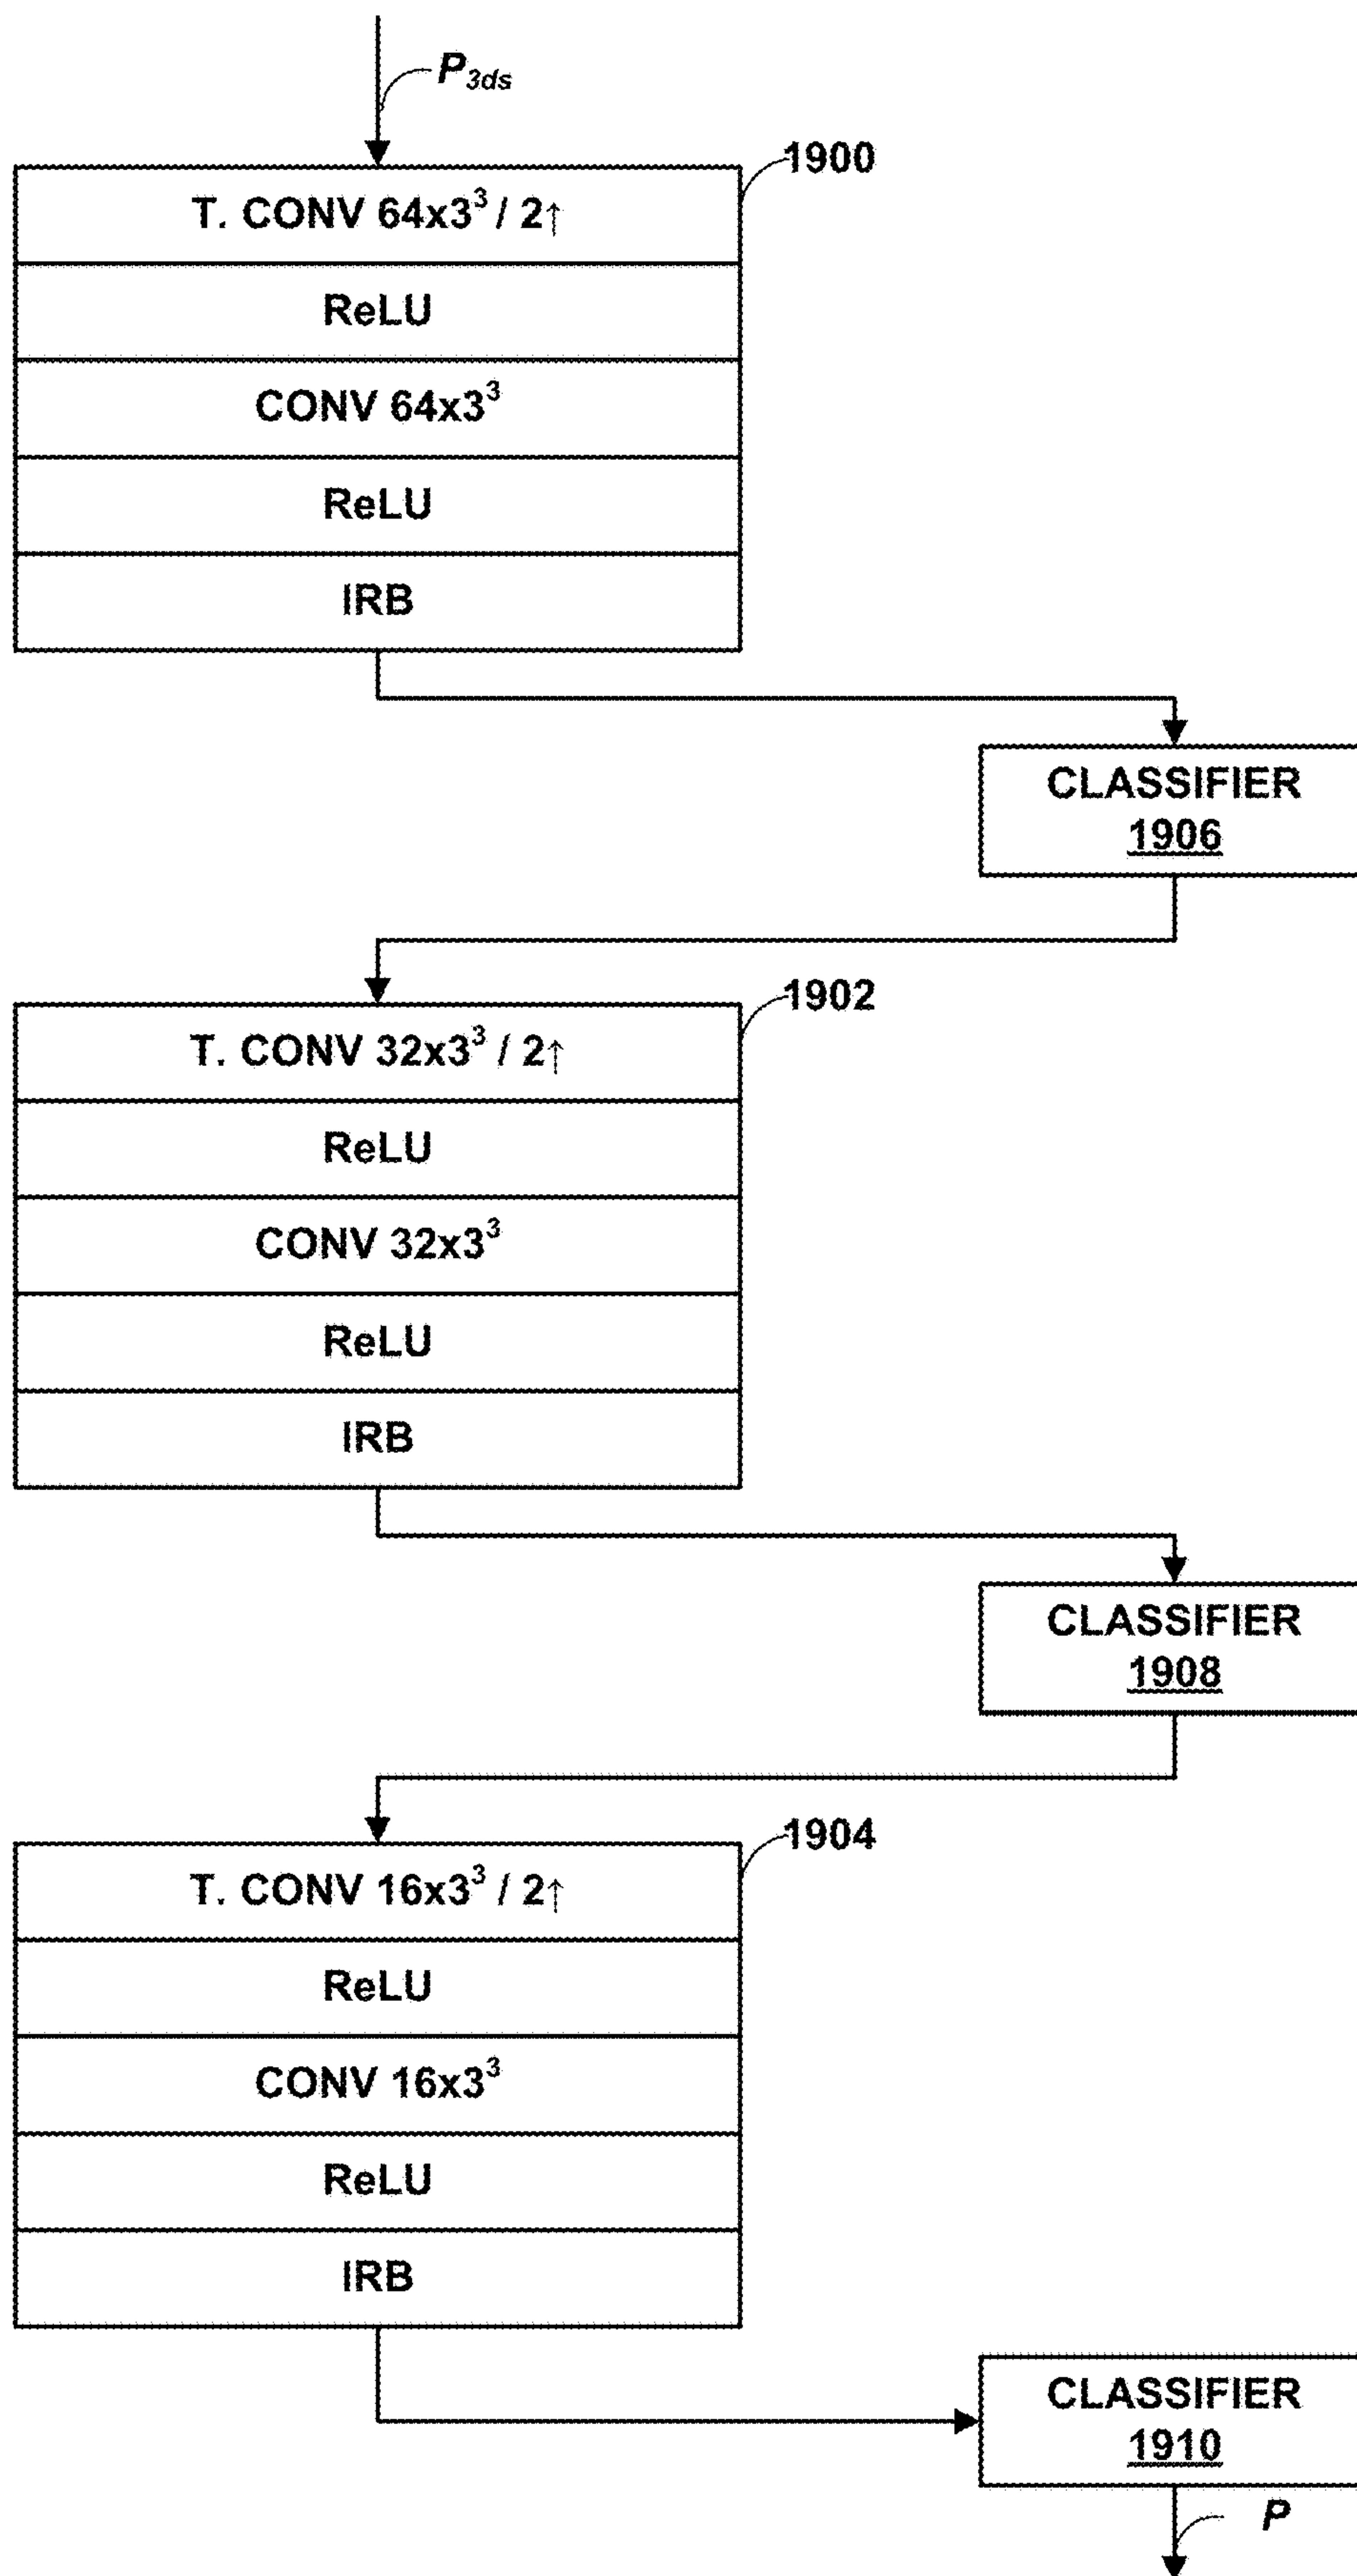 P3ds
1900
T. CONV 64x3³ / 2↑
ReLU
CONV 64x3³
ReLU
IRB
CLASSIFIER
1906
1902
T. CONV 32x3³ / 2↑
ReLU
CONV 32x3³
ReLU
IRB
CLASSIFIER
1908
1904
T. CONV 16x3³ / 2↑
ReLU
CONV 16x3³
ReLU
IRB
CLASSIFIER
1910
P